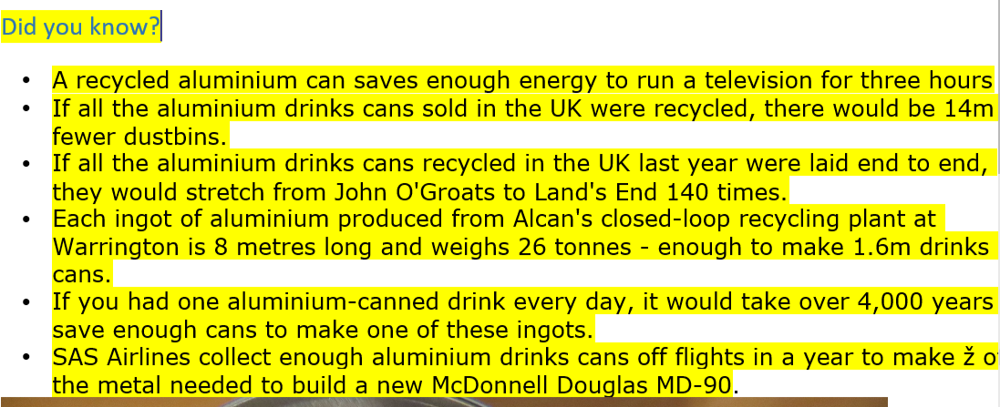 Did you know?
• A recycled aluminium can saves enough energy to run a television for three hours
• If all the aluminium drinks cans sold in the UK were recycled, there would be 14m
fewer dustbins.
• If all the aluminium drinks cans recycled in the UK last year were laid end to end,
they would stretch from John O'Groats to Land's End 140 times.
• Each ingot of aluminium produced from Alcan's closed-loop recycling plant at
Warrington is 8 metres long and weighs 26 tonnes - enough to make 1.6m drinks
cans.
• If you had one aluminium-canned drink every day, it would take over 4,000 years
save enough cans to make one of these ingots.
• SAS Airlines collect enough aluminium drinks cans off flights in a year to make ž
the metal needed to build a new McDonnell Douglas MD-90.